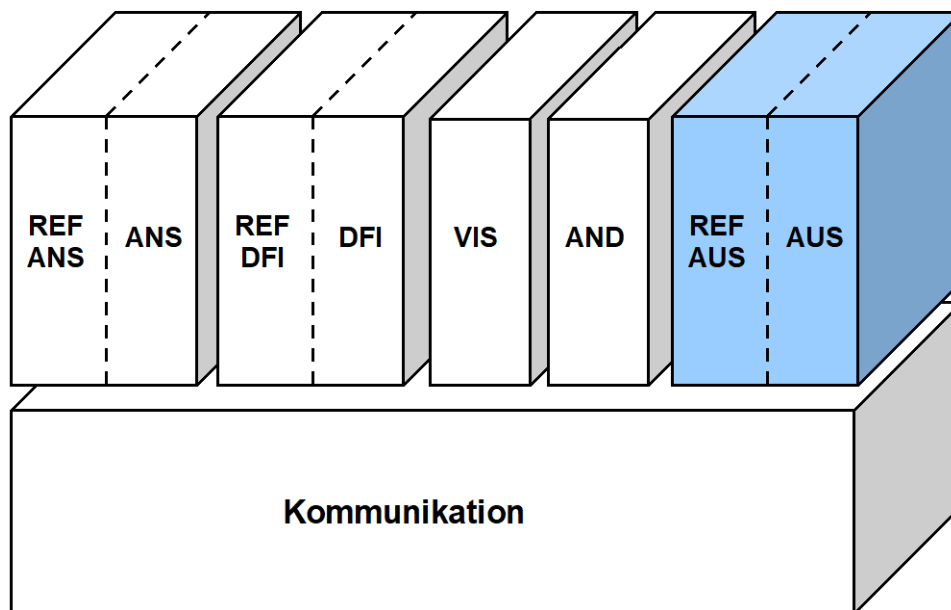 REF
ANS
ANS
REF
DFI
DFI
VIS
AND
REF
AUS
AUS
Kommunikation